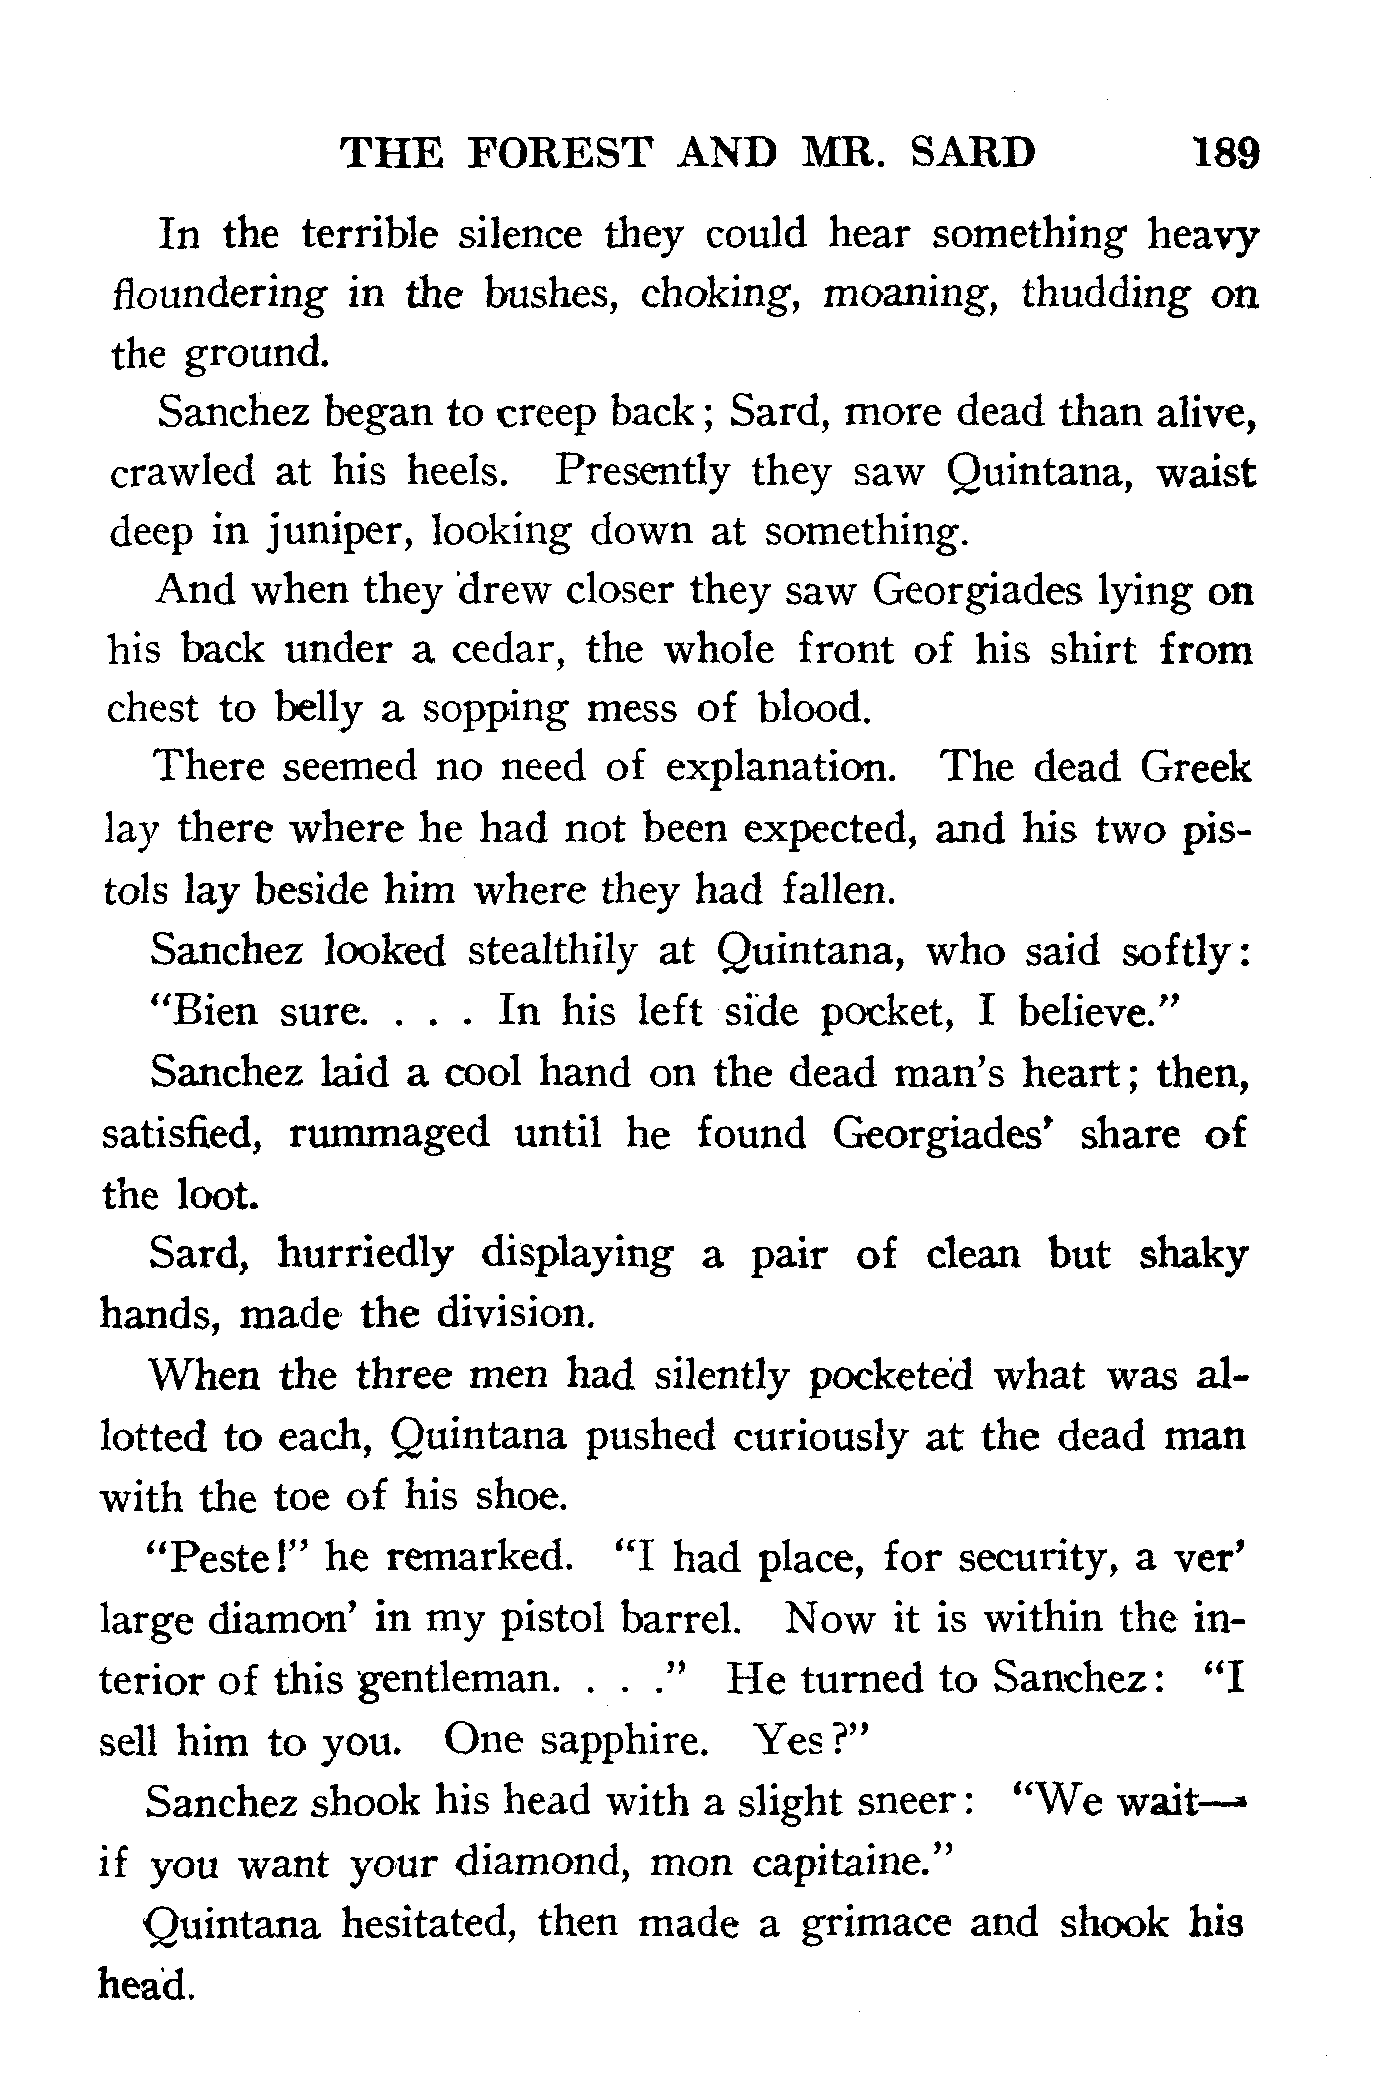 THE FOREST AND MR. SARD 189
In the terrible silence they could hear something heavy
floundering in the bushes, choking, moaning, thudding on
the ground.
Sanchez began to creep back; Sard, more dead than alive,
crawled at his heels. Presently they saw Quintana, waist
deep in juniper, looking down at something.
And when they drew closer they saw Georgiades lying on
his back under a cedar, the whole front of his shirt from
chest to belly a sopping mess of blood.
There seemed no need of explanation. The dead Greek
lay there where he had not been expected, and his two pis-
tols lay beside him where they had fallen.
Sanchez looked stealthily at Quintana, who said softly:
"Bien sure. . . . In his left side pocket, I believe."
Sanchez laid a cool hand on the dead man's heart; then,
satisfied, rummaged until he found Georgiades' share of
the loot.
Sard, hurriedly displaying a pair of clean but shaky
hands, made the division.
When the three men had silently pocketed what was al-
lotted to each, Quintana pushed curiously at the dead man
with the toe of his shoe.
"Peste!" he remarked. "I had place, for security, a ver'
large diamon' in my pistol barrel. Now it is within the in-
terior of this gentleman. . . ." He turned to Sanchez: "I
sell him to you. One sapphire. Yes?"
Sanchez shook his head with a slight sneer: "We wait—
if you want your diamond, mon capitaine."
Quintana hesitated, then made a grimace and shook his
head.